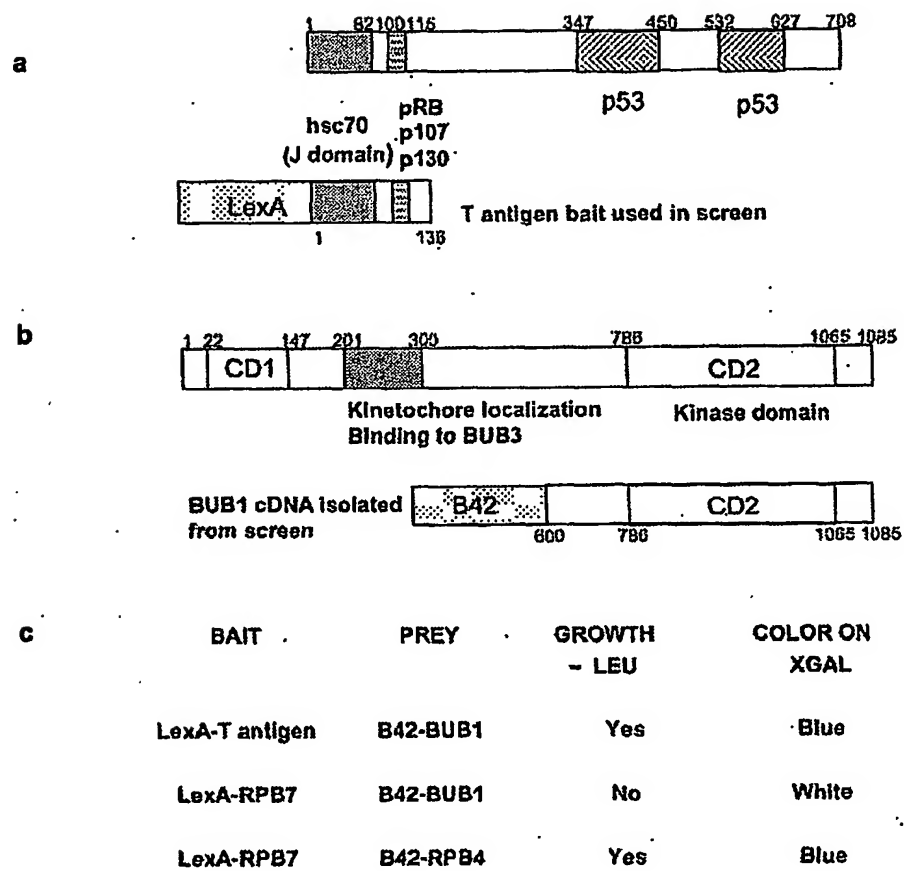 a
1 82 100 115 347 450 532 627 708
p53 p53
hsc70
(J domain)
pRB
p107
p130
LexA
T antigen bait used in screen
1 136
b
1 22 147 201 300 786 1065 1085
CD1 CD2
Kinetochore localization
Binding to BUB3
Kinase domain
BUB1 cDNA isolated
from screen
B42 CD2
600 786 1065 1085
c
BAIT PREY GROWTH COLOR ON
– LEU XGAL
LexA-T antigen B42-BUB1 Yes Blue
LexA-RPB7 B42-BUB1 No White
LexA-RPB7 B42-RPB4 Yes Blue